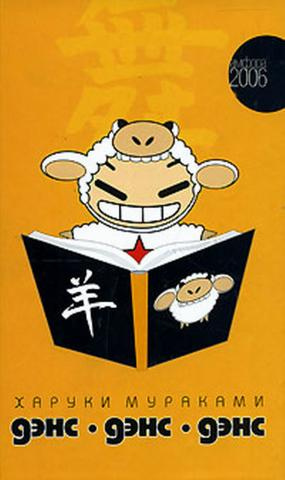 舞
амфора
2006
羊
ХАРУКИ МУРАКАМИ
дэнс • дэнс • дэнс